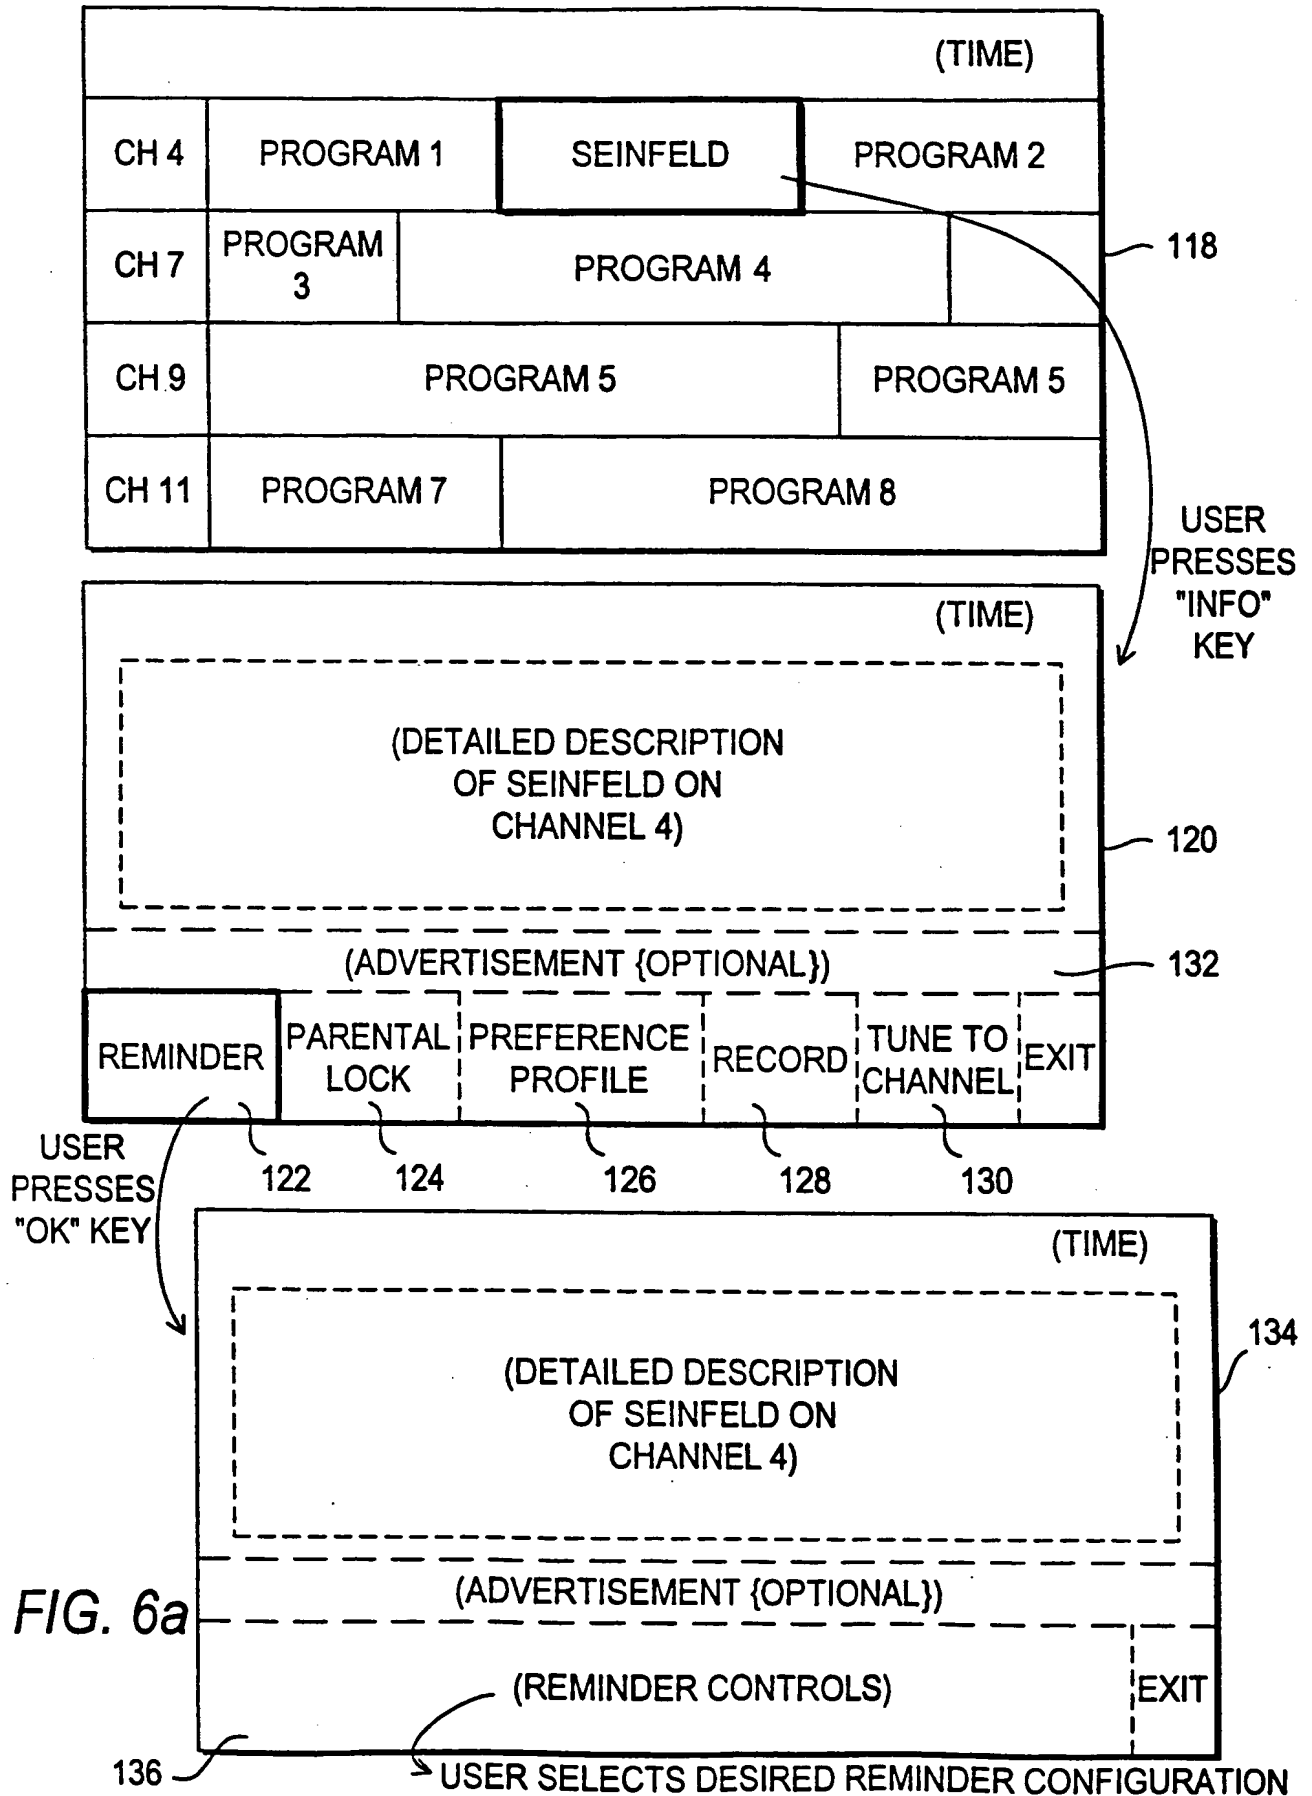 (TIME)
CH 4 PROGRAM 1 SEINFELD PROGRAM 2
CH 7 PROGRAM
3 PROGRAM 4
118
CH 9 PROGRAM 5 PROGRAM 5
CH 11 PROGRAM 7 PROGRAM 8
USER
PRESSES
"INFO"
KEY
(TIME)
(DETAILED DESCRIPTION
OF SEINFELD ON
CHANNEL 4)
120
(ADVERTISEMENT {OPTIONAL})
132
REMINDER
PARENTAL
LOCK
PREFERENCE
PROFILE
RECORD
TUNE TO
CHANNEL
EXIT
122 124 126 128 130
USER
PRESSES
"OK" KEY
(TIME)
134
(DETAILED DESCRIPTION
OF SEINFELD ON
CHANNEL 4)
(ADVERTISEMENT {OPTIONAL})
FIG. 6a
(REMINDER CONTROLS) EXIT
136
USER SELECTS DESIRED REMINDER CONFIGURATION